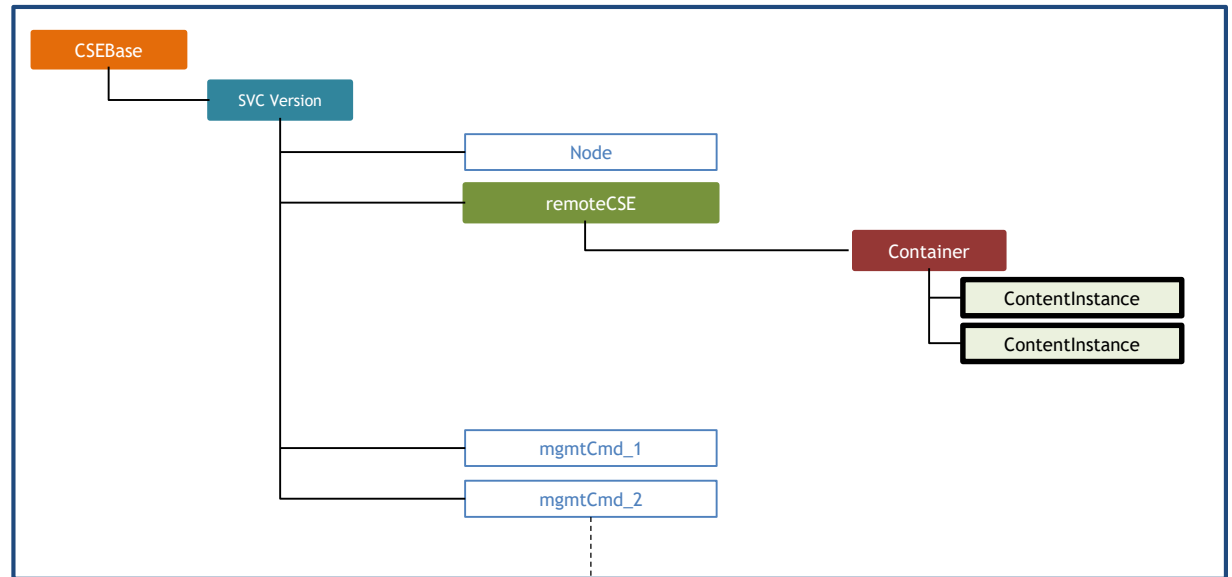 CSEBase
SVC Version
Node
remoteCSE
Container
ContentInstance
ContentInstance
mgmtCmd_1
mgmtCmd_2